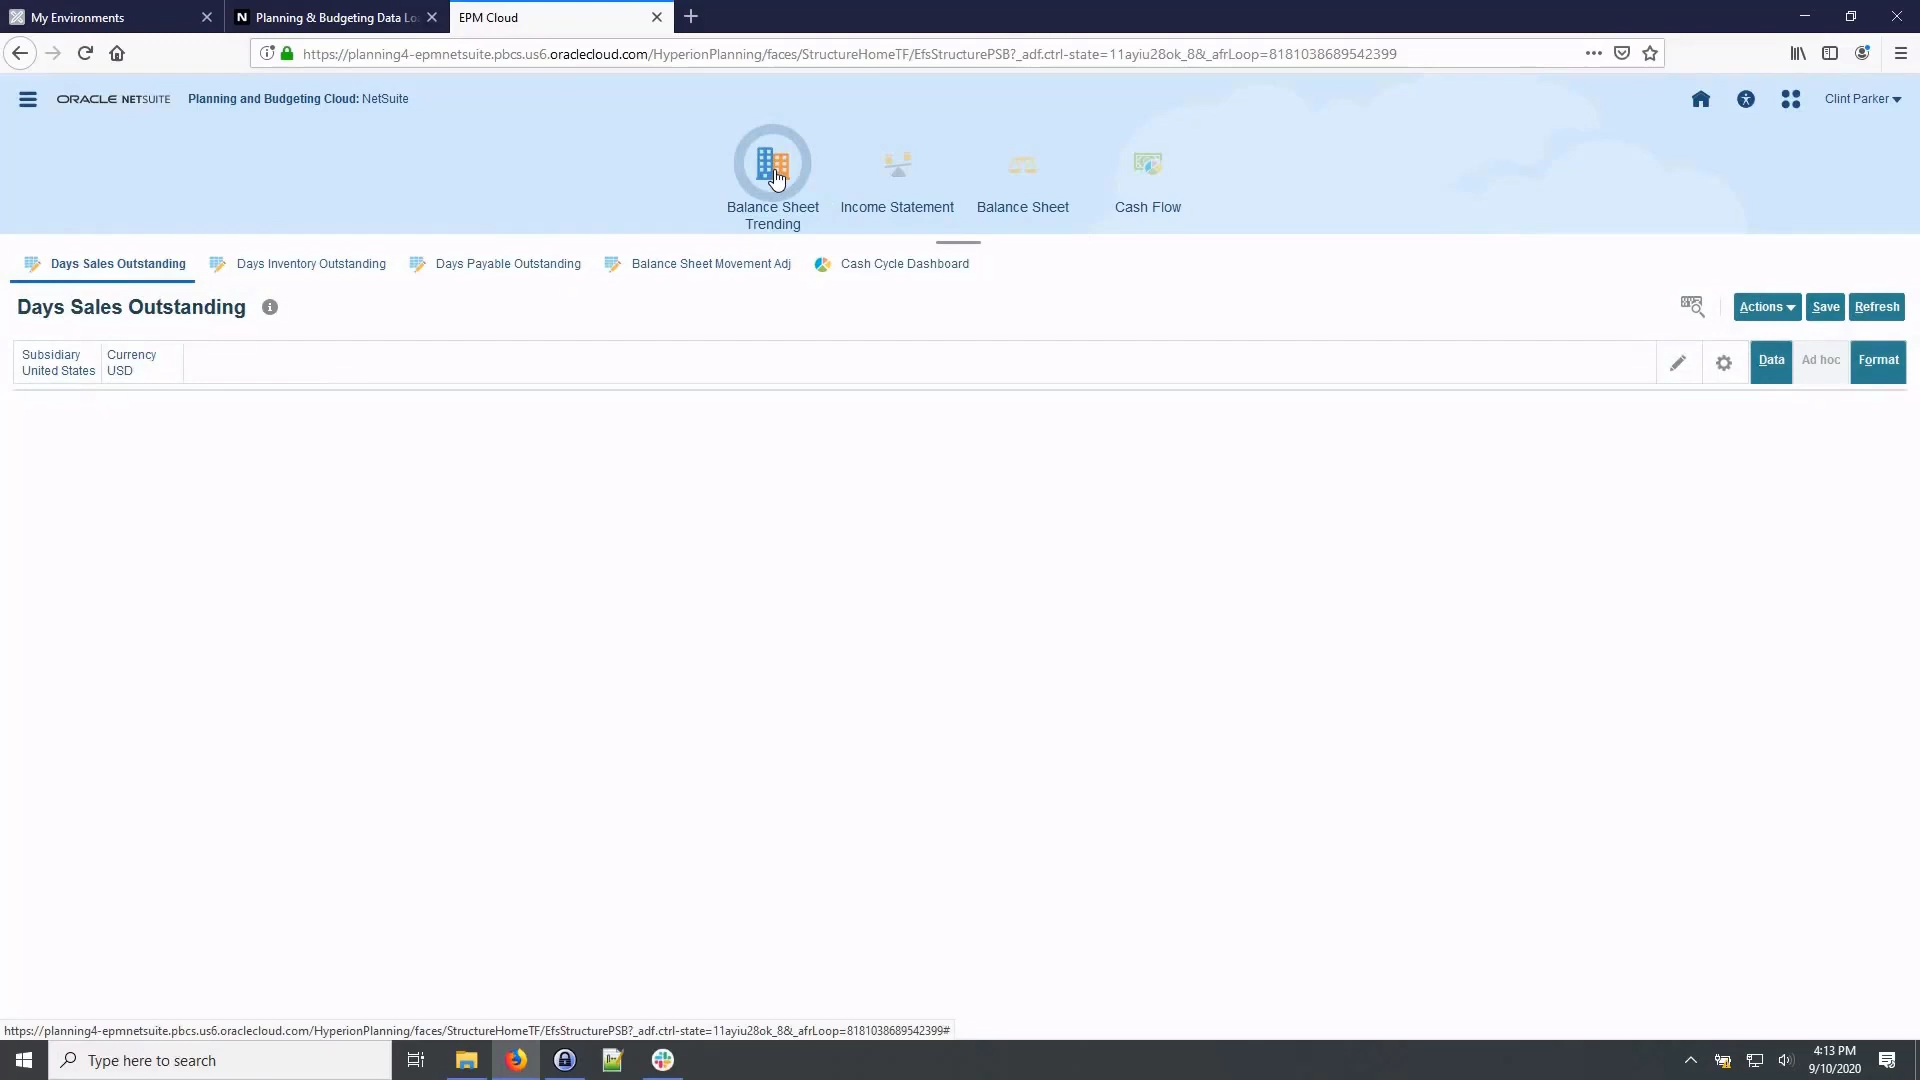 My Environments
N Planning & Budgeting Data Lo
EPM Cloud
https://planning4-epmnetsuite.pbcs.us6.oraclecloud.com/HyperionPlanning/faces/StructureHomeTF/EfsStructurePSB?_adf.ctrl-state=11ayiu28ok_8&_afrLoop=8181038689542399
ORACLE NETSUITE Planning and Budgeting Cloud: NetSuite
Clint Parker
Balance Sheet
Trending
Income Statement
Balance Sheet
Cash Flow
Days Sales Outstanding
Days Inventory Outstanding
Days Payable Outstanding
Balance Sheet Movement Adj
Cash Cycle Dashboard
Days Sales Outstanding
Actions
Save
Refresh
Subsidiary
United States
Currency
USD
Data
Ad hoc
Format
https://planning4-epmnetsuite.pbcs.us6.oraclecloud.com/HyperionPlanning/faces/StructureHomeTF/EfsStructurePSB?_adf.ctrl-state=11ayiu28ok_8&_afrLoop=8181038689542399#
Type here to search
4:13 PM
9/10/2020